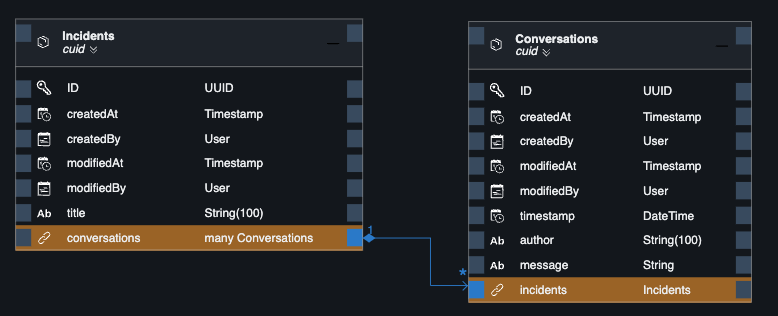 Incidents
cuid
ID UUID
createdAt Timestamp
createdBy User
modifiedAt Timestamp
modifiedBy User
Ab title String(100)
conversations many Conversations
1
*
Conversations
cuid
ID UUID
createdAt Timestamp
createdBy User
modifiedAt Timestamp
modifiedBy User
timestamp DateTime
Ab author String(100)
Ab message String
incidents Incidents